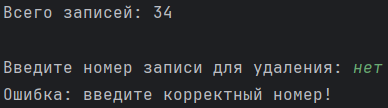 Всего записей: 34
Введите номер записи для удаления: нет
Ошибка: введите корректный номер!